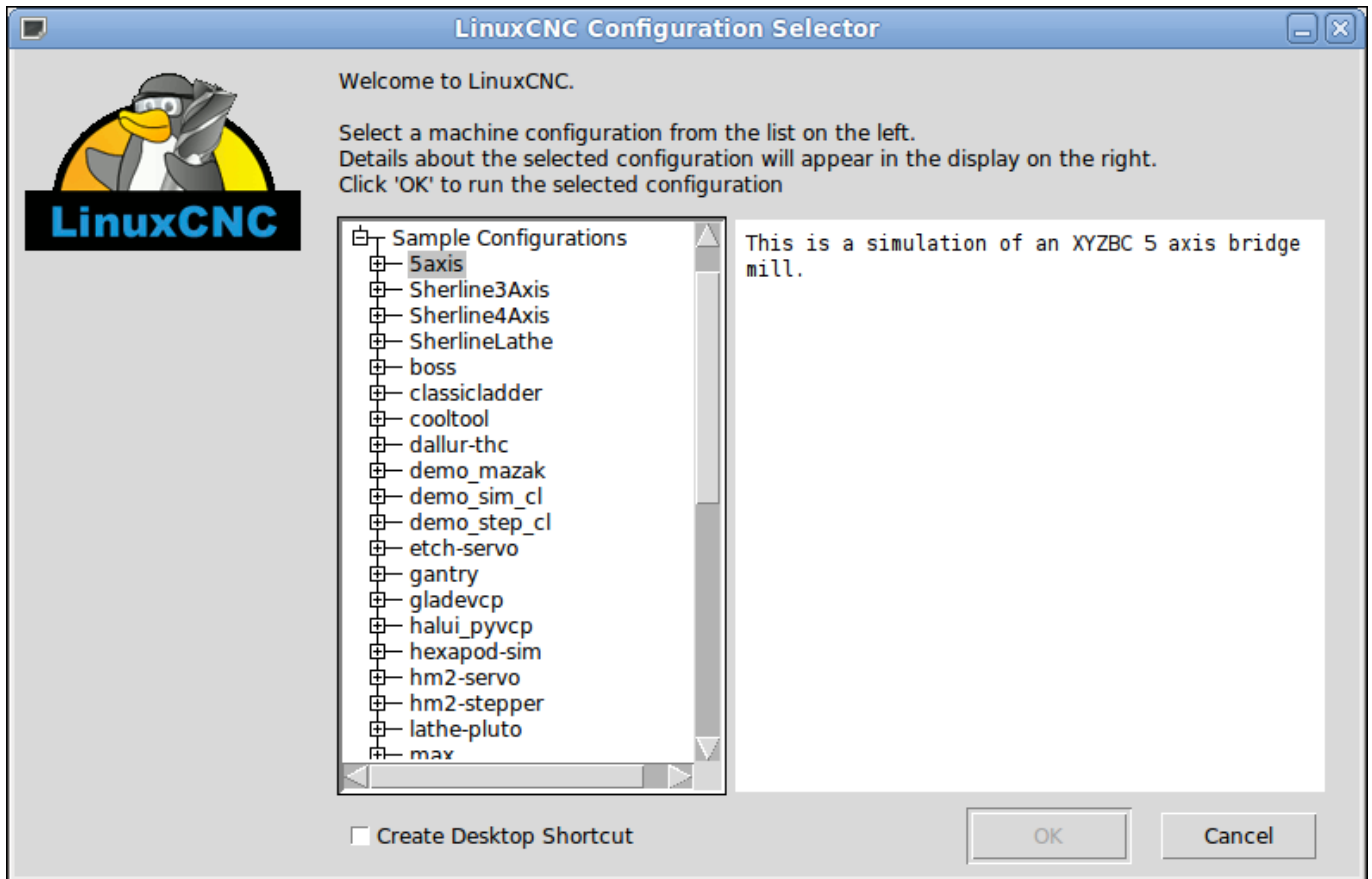 LinuxCNC Configuration Selector
LinuxCNC
Welcome to LinuxCNC.
Select a machine configuration from the list on the left.
Details about the selected configuration will appear in the display on the right.
Click 'OK' to run the selected configuration
Sample Configurations
5axis
Sherline3Axis
Sherline4Axis
SherlineLathe
boss
classicladder
cooltool
dallur-thc
demo_mazak
demo_sim_cl
demo_step_cl
etch-servo
gantry
gladevcp
halui_pyvcp
hexapod-sim
hm2-servo
hm2-stepper
lathe-pluto
max
This is a simulation of an XYZBC 5 axis bridge
mill.
Create Desktop Shortcut
OK
Cancel